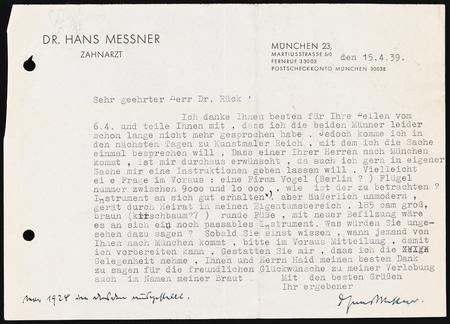 DR. HANS MESSNER
ZAHNARZT
MÜNCHEN 23,
MARTIUSSTRASSE 5/0
FERNRUF 33003
POSTSCHECKKONTO MÜNCHEN 30038
den 15.4.39.
Sehr geehrter Herr Dr. Rück !
Ich danke Ihnen besten für Ihre Zeilen vom
6.4. und teile Ihnen mit , dass ich die beiden Männer leider
schon lange nicht mehr gesprochen habe . Jedoch komme ich in
den nächsten Tagen zu Kunstmaler Reich , mit dem ich die Sache
einmal besprechen will . Dass einer Ihrer Herren nach München
kommt , ist mir durchaus erwünscht , da auch ich gern in eigener
Sache mir eine Instruktionen geben lassen will . Vielleicht
ei e Frage im Voraus : eine Firma Vogel (Berlin ? ) Flügel
nummer zwischen 9000 und 10 000 , wie ist der zu betrachten ?
Instrument an sich gut erhalten , aber äußerlich unmodern ,
gerät durch Heirat in meinen Eigentumsbereich . 185 cm groß,
braun (kirschbaum?? ) runde Füße , mit neuer Befilzung wäre
es an sich ein noch passables Instrument. Was würden Sie unge-
sehen dazu sagen ? Sobald Sie sinst wissen , wann jemand von
Ihnen nach München kommt , bitte im Voraus Mitteilung , damit
ich vorbereiten kann . Gestatten Sie mir , dass ich die
Gelegenheit nehme , Ihnen und Herrn Haid meinen besten Dank
zu sagen für die freundlichen Glückwünsche zu meiner Verlobung
auch im Namen meiner Braut . Mit den besten Grüßen
Ihr ergebener
1924